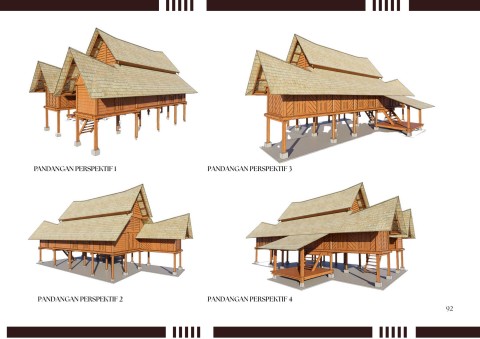 PANDANGAN PERSPEKTIF 1
PANDANGAN PERSPEKTIF 3
PANDANGAN PERSPEKTIF 2
PANDANGAN PERSPEKTIF 4
92